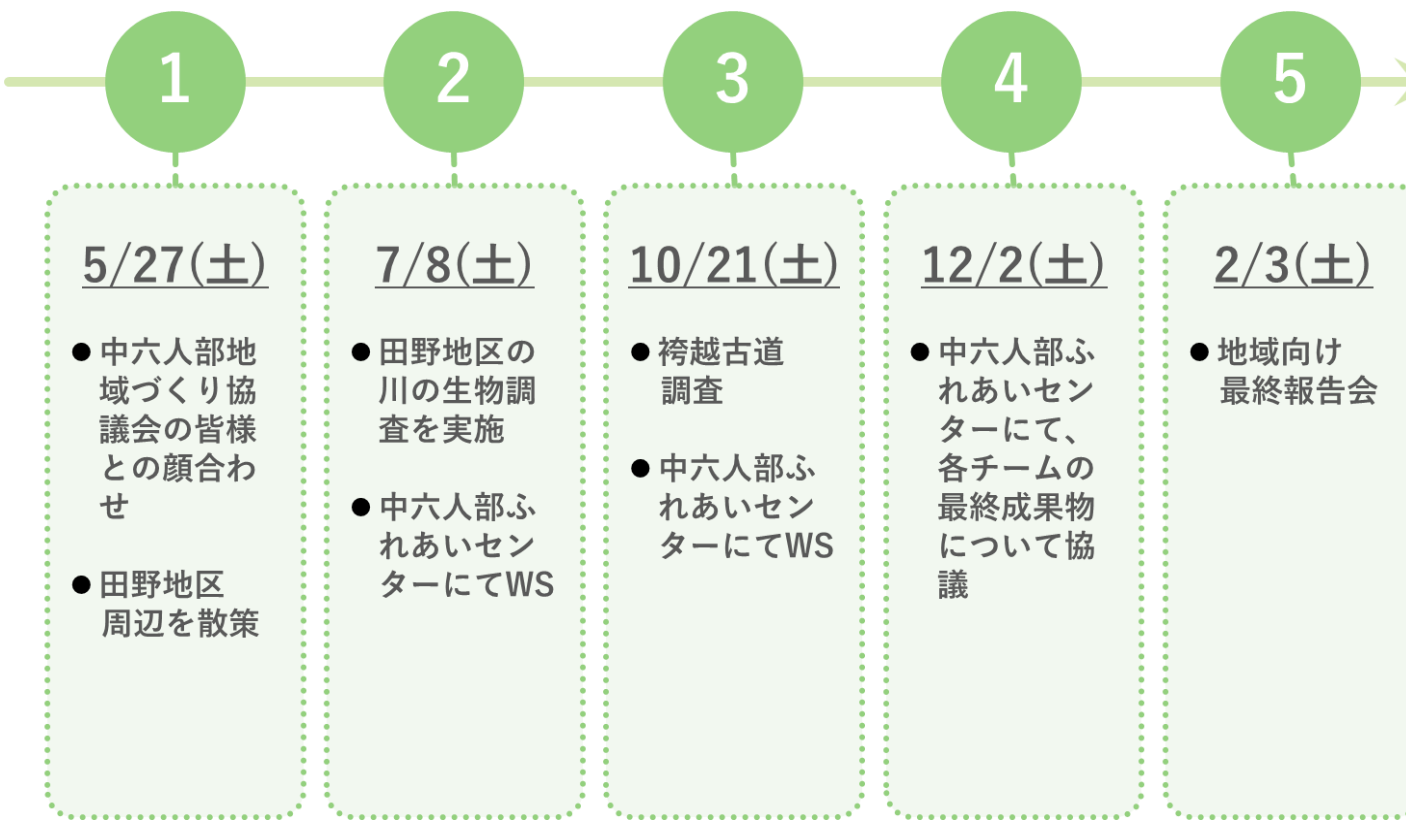 1
5/27(土)
● 中六人部地
域づくり協
議会の皆様
との顔合わ
せ
● 田野地区
周辺を散策
2
7/8(土)
● 田野地区の
川の生物調
査を実施
● 中六人部ふ
れあいセン
ターにてWS
3
10/21(土)
● 袴越古道
調査
● 中六人部ふ
れあいセン
ターにてWS
4
12/2(土)
● 中六人部ふ
れあいセン
ターにて、
各チームの
最終成果物
について協
議
5
2/3(土)
● 地域向け
最終報告会